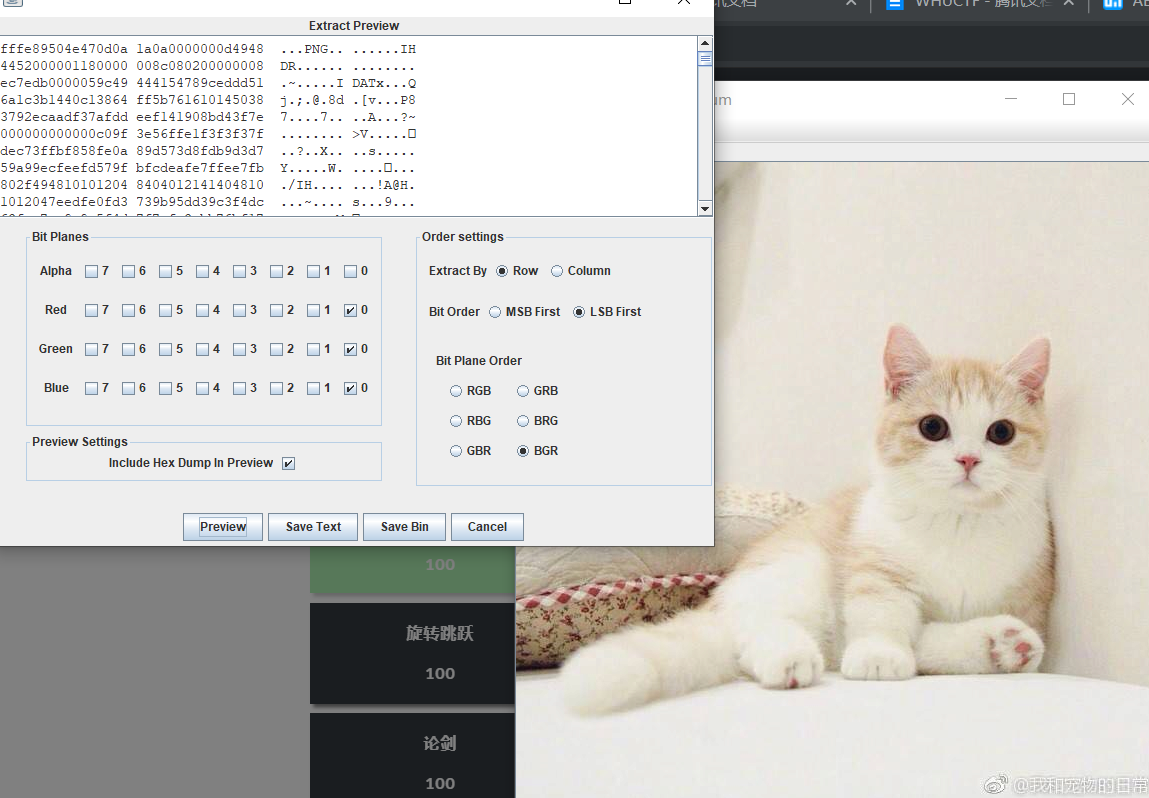 讯文档
WHUCTF - 腾讯文档
Extract Preview
fffe89504e470d0a 1a0a0000000d4948 ...PNG.. ......IH
4452000001180000 008c080200000008 DR...... ........
ec7edb0000059c49 444154789ceddd51 .~.....I DATx...Q
6a1c3b1440c13864 ff5b761610145038 j.;.@.8d .[v...P8
3792ecaadf37afdd eef141908bd43f7e 7....7.. ..A...?~
000000000000c09f 3e56ffe1f3f3f37f ........ >V.....
dec73ffbf858fe0a 89d573d8fdb9d3d7 ..?..X.. ..s.....
59a99ecfeefd579f bfcdeafe7ffee7fb Y.....W. ........
802f494810101204 8404012141404810 ./IH.... ...!A@H.
1012047eedfe0fd3 739b95dd39c3f4dc ...~.... s...9...
Bit Planes
Order settings
Alpha 7 6 5 4 3 2 1 0
Extract By Row Column
Red 7 6 5 4 3 2 1 0
Bit Order MSB First LSB First
Green 7 6 5 4 3 2 1 0
Bit Plane Order
Blue 7 6 5 4 3 2 1 0
RGB GRB
RBG BRG
GBR BGR
Preview Settings
Include Hex Dump In Preview
Preview Save Text Save Bin Cancel
100
旋转跳跃
100
论剑
100
@我和宠物的日常